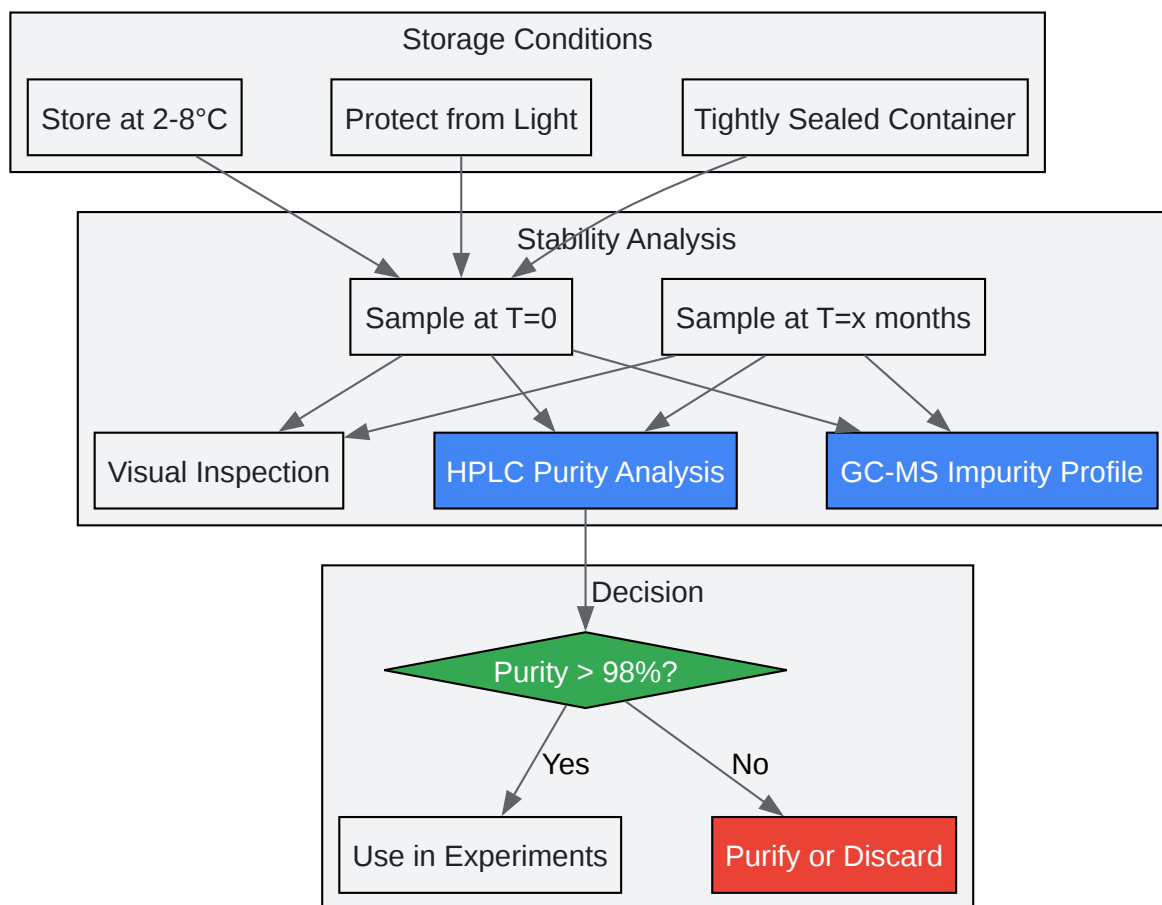 Storage Conditions
Store at 2-8°C
Protect from Light
Tightly Sealed Container
Stability Analysis
Sample at T=0
Sample at T=x months
Visual Inspection
HPLC Purity Analysis
GC-MS Impurity Profile
Decision
Purity > 98%?
Yes
No
Use in Experiments
Purify or Discard